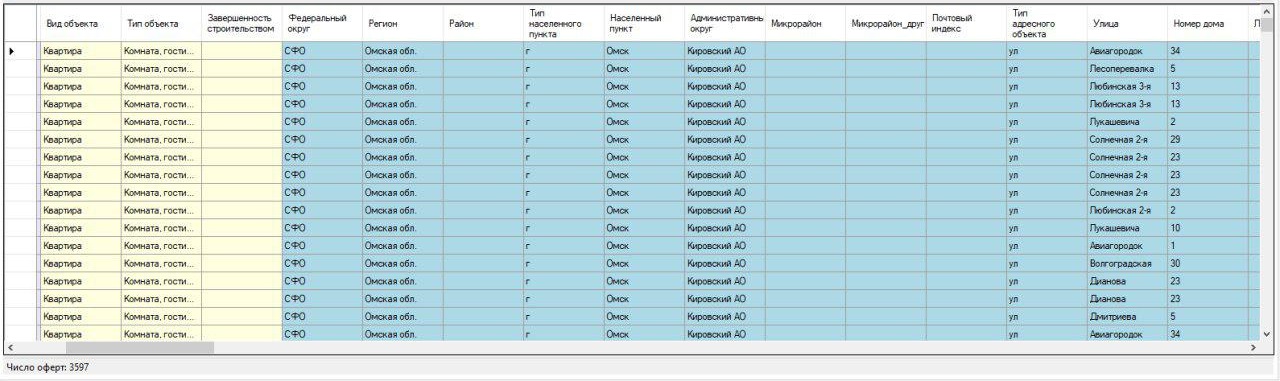 Вид объекта Тип объекта Завершенность строительством Федеральный округ Регион Район Тип населенного пункта Населенный пункт Административнь округ Микрорайон Микрорайон_друг Почтовый индекс Тип адресного объекта Улица Номер дома
Квартира Комната, гости... СФО Омская обл. г Омск Кировский АО ул Авиагородок 34
Квартира Комната, гости... СФО Омская обл. г Омск Кировский АО ул Лесоперевалка 5
Квартира Комната, гости... СФО Омская обл. г Омск Кировский АО ул Любинская 3-я 13
Квартира Комната, гости... СФО Омская обл. г Омск Кировский АО ул Любинская 3-я 13
Квартира Комната, гости... СФО Омская обл. г Омск Кировский АО ул Лукашевича 2
Квартира Комната, гости... СФО Омская обл. г Омск Кировский АО ул Солнечная 2-я 29
Квартира Комната, гости... СФО Омская обл. г Омск Кировский АО ул Солнечная 2-я 23
Квартира Комната, гости... СФО Омская обл. г Омск Кировский АО ул Солнечная 2-я 23
Квартира Комната, гости... СФО Омская обл. г Омск Кировский АО ул Солнечная 2-я 23
Квартира Комната, гости... СФО Омская обл. г Омск Кировский АО ул Любинская 2-я 2
Квартира Комната, гости... СФО Омская обл. г Омск Кировский АО ул Лукашевича 10
Квартира Комната, гости... СФО Омская обл. г Омск Кировский АО ул Авиагородок 1
Квартира Комната, гости... СФО Омская обл. г Омск Кировский АО ул Волгоградская 30
Квартира Комната, гости... СФО Омская обл. г Омск Кировский АО ул Дианова 23
Квартира Комната, гости... СФО Омская обл. г Омск Кировский АО ул Дианова 23
Квартира Комната, гости... СФО Омская обл. г Омск Кировский АО ул Дмитриева 5
Квартира Комната, гости... СФО Омская обл. г Омск Кировский АО ул Авиагородок 34
Число оферт: 3597